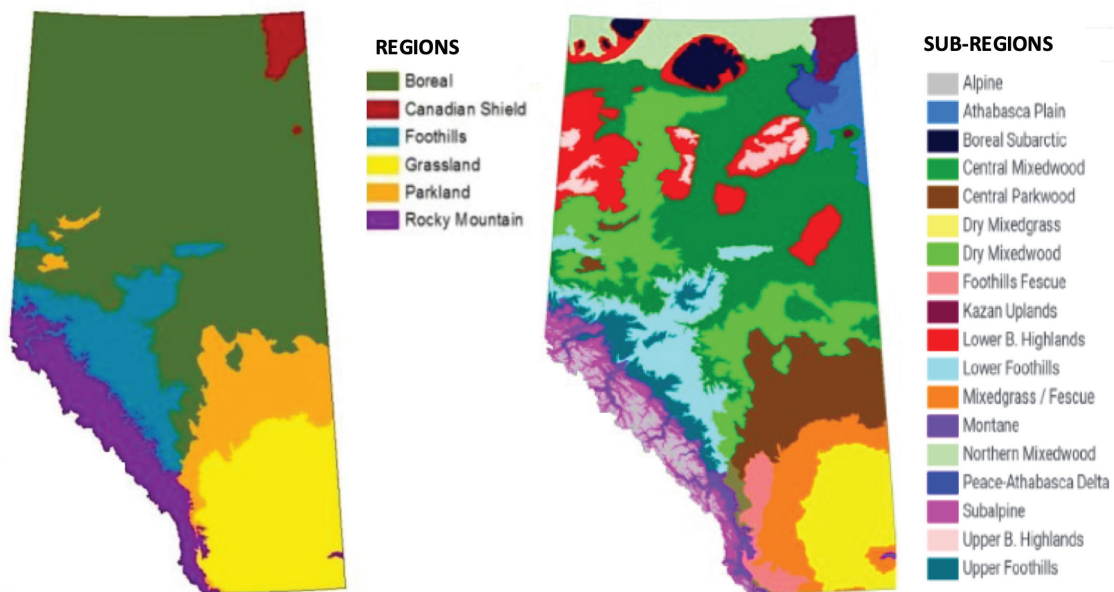 REGIONS
Boreal
Canadian Shield
Foothills
Grassland
Parkland
Rocky Mountain
SUB-REGIONS
Alpine
Athabasca Plain
Boreal Subarctic
Central Mixedwood
Central Parkwood
Dry Mixedgrass
Dry Mixedwood
Foothills Fescue
Kazan Uplands
Lower B. Highlands
Lower Foothills
Mixedgrass / Fescue
Montane
Northern Mixedwood
Peace-Athabasca Delta
Subalpine
Upper B. Highlands
Upper Foothills